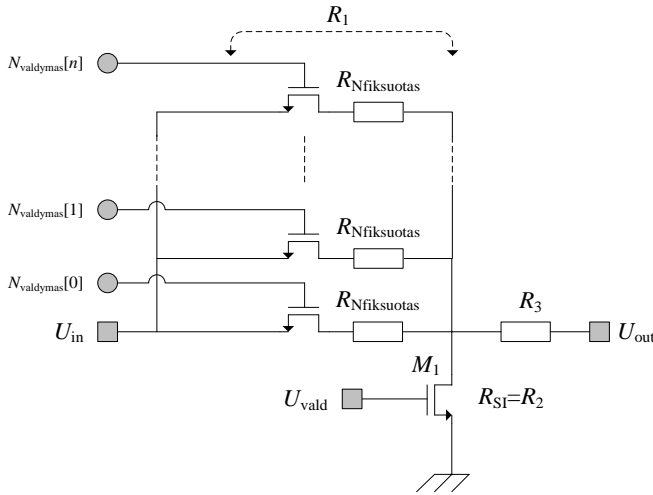 R₁
Nvaldymas[n]
RNfiksuotas
Nvaldymas[1]
RNfiksuotas
Nvaldymas[0]
RNfiksuotas
R₃
Uin
Uout
M₁
Uvald
RSI=R₂